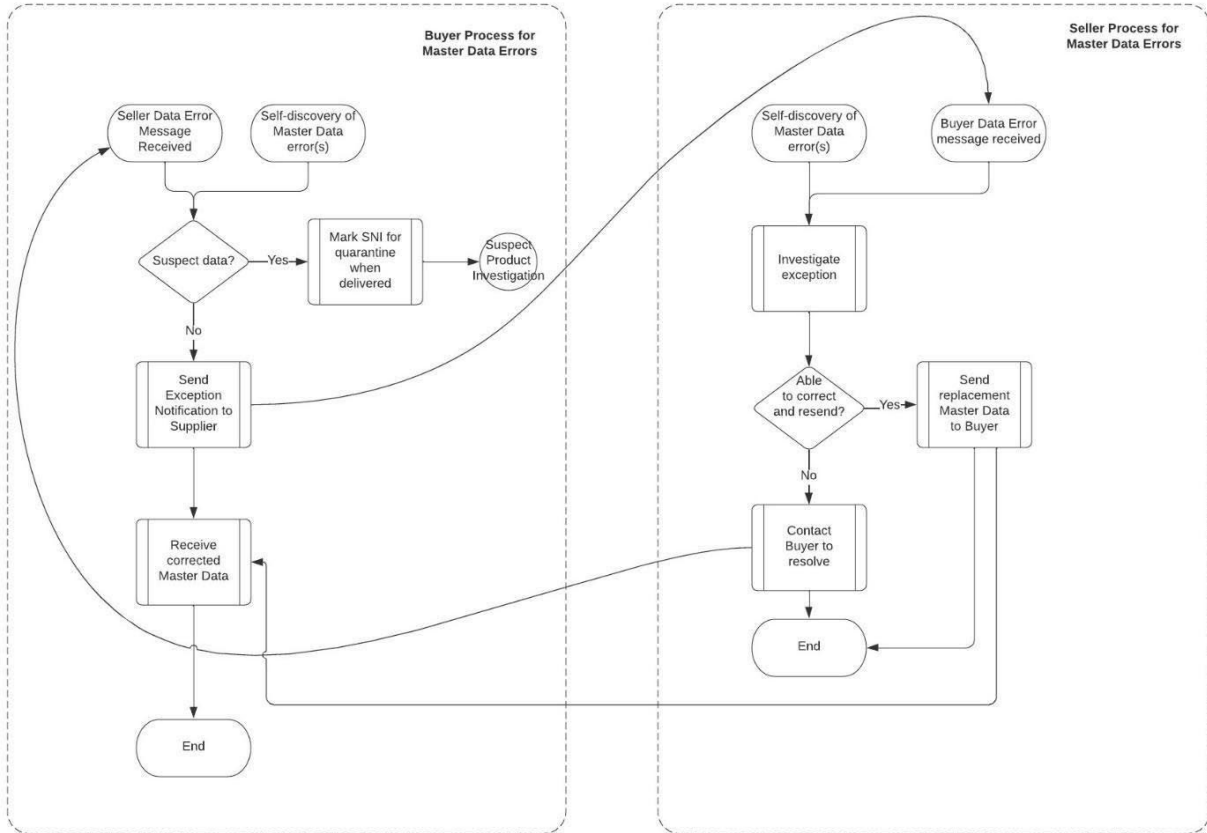 Buyer Process for
Master Data Errors
Seller Data Error
Message
Received
Self-discovery of
Master Data
error(s)
Suspect data?
Yes
Mark SNI for
quarantine
when
delivered
Suspect
Product
Investigation
No
Send
Exception
Notification to
Supplier
Receive
corrected
Master Data
End
Seller Process for
Master Data Errors
Self-discovery of
Master Data
error(s)
Buyer Data Error
message received
Investigate
exception
Able
to correct
and resend?
Yes
Send
replacement
Master Data
to Buyer
No
Contact
Buyer to
resolve
End